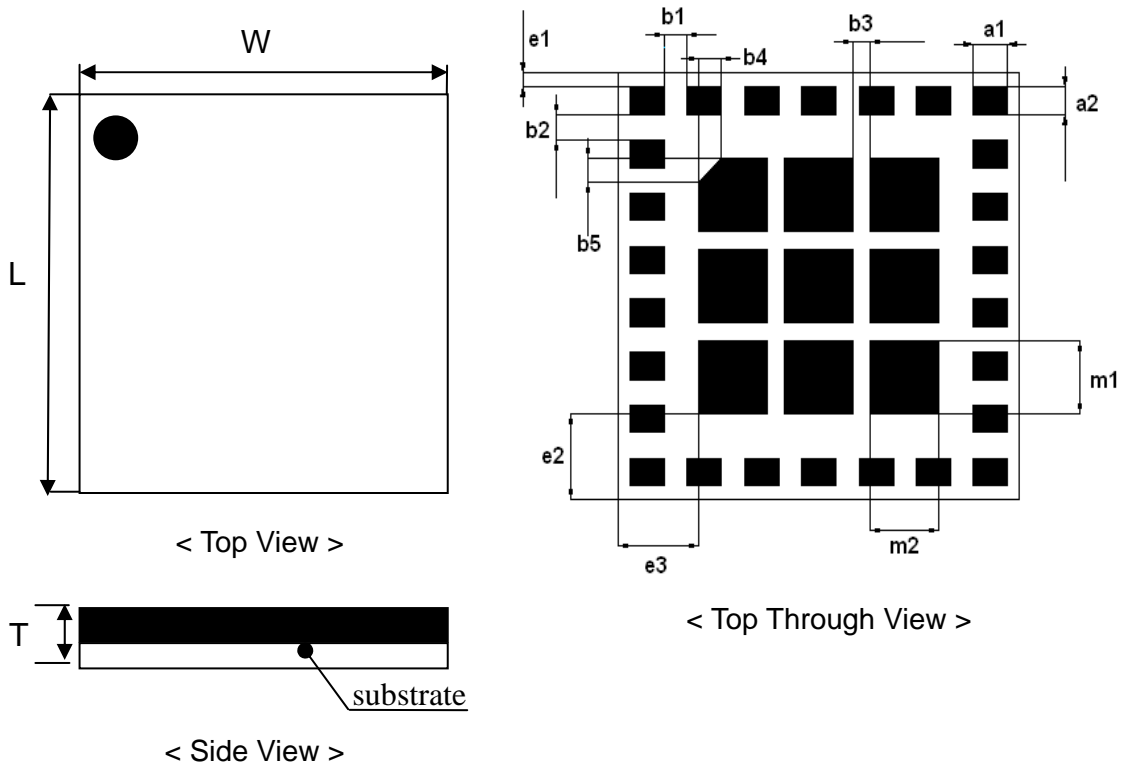 W
L
< Top View >
T
substrate
< Side View >
e1
b1
b3
a1
b4
a2
b2
b5
m1
e2
m2
e3
< Top Through View >